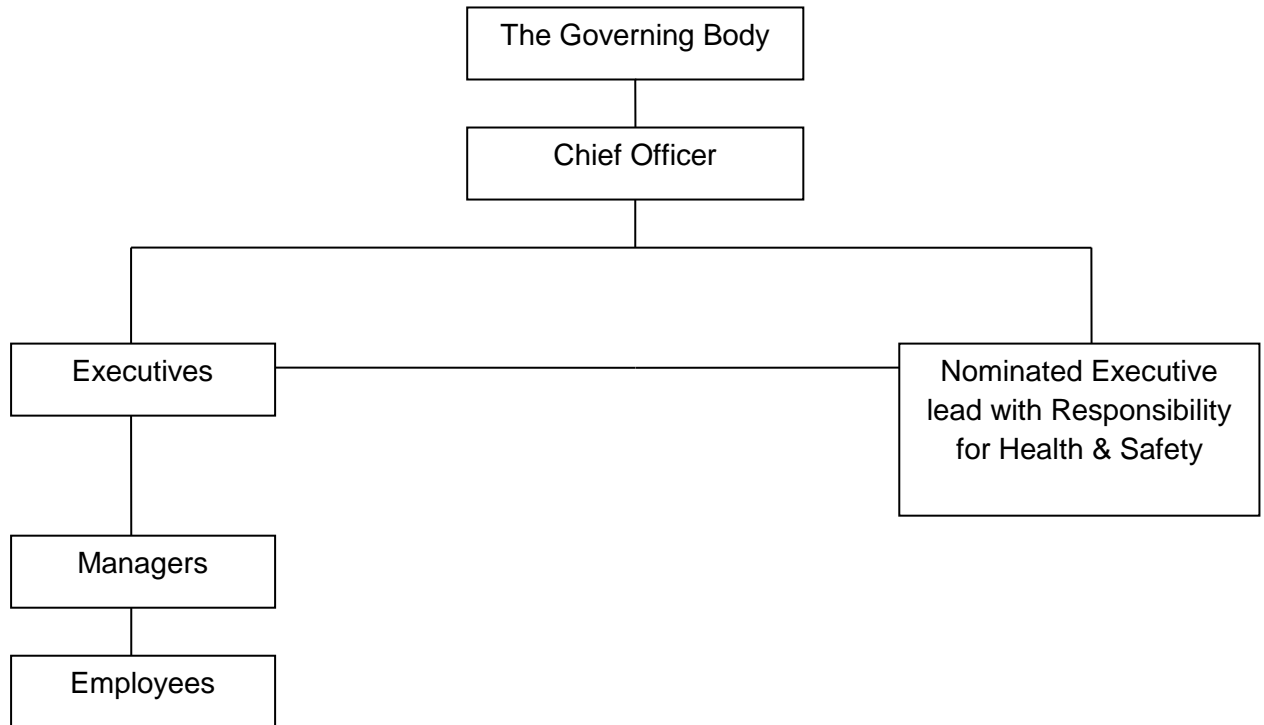 The Governing Body
Chief Officer
Executives
Nominated Executive
lead with Responsibility
for Health & Safety
Managers
Employees